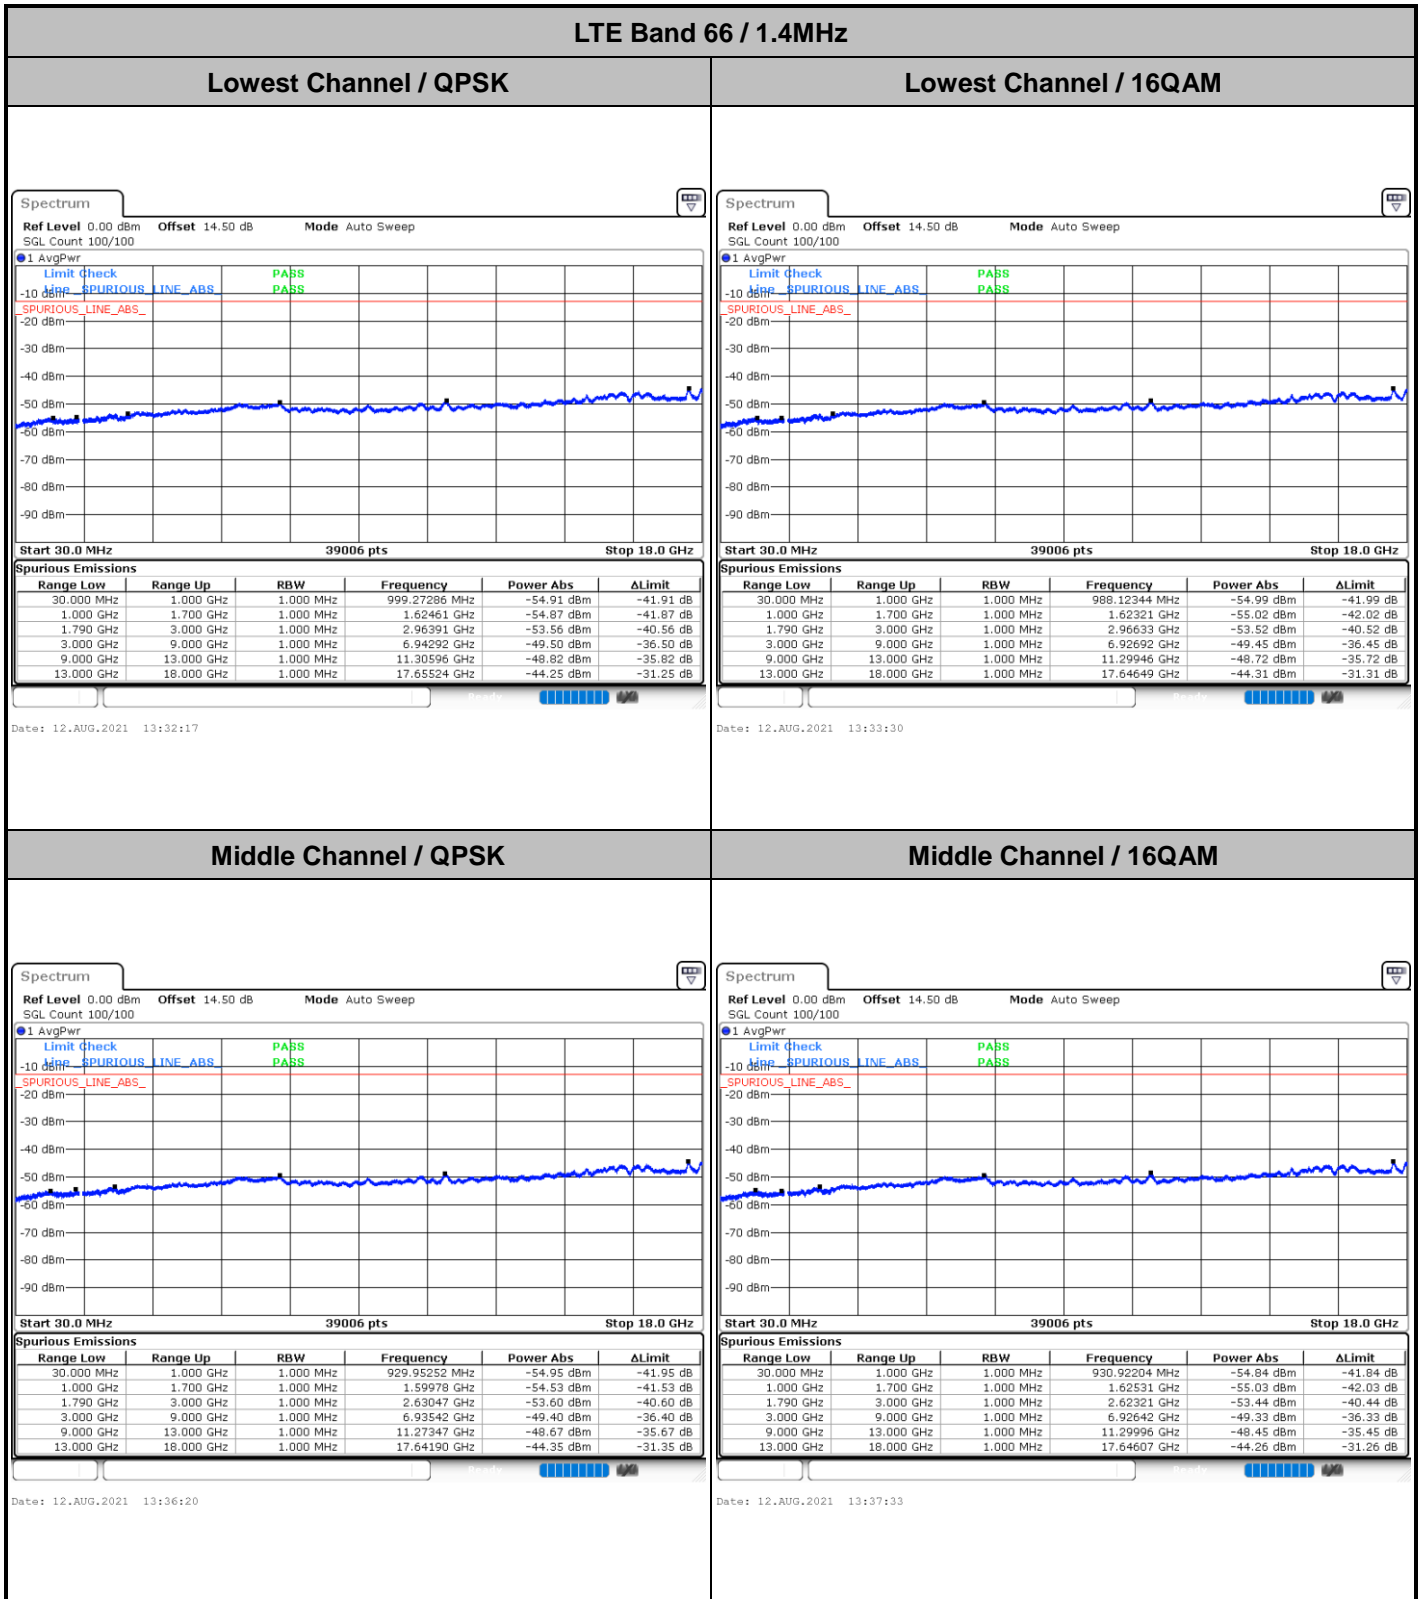 LTE Band 66 / 1.4MHz
Lowest Channel / QPSK
Lowest Channel / 16QAM
Spectrum
Ref Level 0.00 dBm Offset 14.50 dB Mode Auto Sweep
SGL Count 100/100
1 AvgPwr
Limit Check PASS
Line _SPURIOUS_LINE_ABS_ PASS
-10 dBm
_SPURIOUS_LINE_ABS_
-20 dBm
-30 dBm
-40 dBm
-50 dBm
-60 dBm
-70 dBm
-80 dBm
-90 dBm
Start 30.0 MHz 39006 pts Stop 18.0 GHz
Spurious Emissions
Range Low Range Up RBW Frequency Power Abs ΔLimit
30.000 MHz 1.000 GHz 1.000 MHz 999.27286 MHz -54.91 dBm -41.91 dB
1.000 GHz 1.700 GHz 1.000 MHz 1.62461 GHz -54.87 dBm -41.87 dB
1.790 GHz 3.000 GHz 1.000 MHz 2.96391 GHz -53.56 dBm -40.56 dB
3.000 GHz 9.000 GHz 1.000 MHz 6.94292 GHz -49.50 dBm -36.50 dB
9.000 GHz 13.000 GHz 1.000 MHz 11.30596 GHz -48.82 dBm -35.82 dB
13.000 GHz 18.000 GHz 1.000 MHz 17.65524 GHz -44.25 dBm -31.25 dB
Ready
Date: 12.AUG.2021 13:32:17
Spectrum
Ref Level 0.00 dBm Offset 14.50 dB Mode Auto Sweep
SGL Count 100/100
1 AvgPwr
Limit Check PASS
Line _SPURIOUS_LINE_ABS_ PASS
-10 dBm
_SPURIOUS_LINE_ABS_
-20 dBm
-30 dBm
-40 dBm
-50 dBm
-60 dBm
-70 dBm
-80 dBm
-90 dBm
Start 30.0 MHz 39006 pts Stop 18.0 GHz
Spurious Emissions
Range Low Range Up RBW Frequency Power Abs ΔLimit
30.000 MHz 1.000 GHz 1.000 MHz 988.12344 MHz -54.99 dBm -41.99 dB
1.000 GHz 1.700 GHz 1.000 MHz 1.62321 GHz -55.02 dBm -42.02 dB
1.790 GHz 3.000 GHz 1.000 MHz 2.96633 GHz -53.52 dBm -40.52 dB
3.000 GHz 9.000 GHz 1.000 MHz 6.92692 GHz -49.45 dBm -36.45 dB
9.000 GHz 13.000 GHz 1.000 MHz 11.29946 GHz -48.72 dBm -35.72 dB
13.000 GHz 18.000 GHz 1.000 MHz 17.64649 GHz -44.31 dBm -31.31 dB
Ready
Date: 12.AUG.2021 13:33:30
Middle Channel / QPSK
Middle Channel / 16QAM
Spectrum
Ref Level 0.00 dBm Offset 14.50 dB Mode Auto Sweep
SGL Count 100/100
1 AvgPwr
Limit Check PASS
Line _SPURIOUS_LINE_ABS_ PASS
-10 dBm
_SPURIOUS_LINE_ABS_
-20 dBm
-30 dBm
-40 dBm
-50 dBm
-60 dBm
-70 dBm
-80 dBm
-90 dBm
Start 30.0 MHz 39006 pts Stop 18.0 GHz
Spurious Emissions
Range Low Range Up RBW Frequency Power Abs ΔLimit
30.000 MHz 1.000 GHz 1.000 MHz 929.95252 MHz -54.95 dBm -41.95 dB
1.000 GHz 1.700 GHz 1.000 MHz 1.59978 GHz -54.53 dBm -41.53 dB
1.790 GHz 3.000 GHz 1.000 MHz 2.63047 GHz -53.60 dBm -40.60 dB
3.000 GHz 9.000 GHz 1.000 MHz 6.93542 GHz -49.40 dBm -36.40 dB
9.000 GHz 13.000 GHz 1.000 MHz 11.27347 GHz -48.67 dBm -35.67 dB
13.000 GHz 18.000 GHz 1.000 MHz 17.64190 GHz -44.35 dBm -31.35 dB
Ready
Date: 12.AUG.2021 13:36:20
Spectrum
Ref Level 0.00 dBm Offset 14.50 dB Mode Auto Sweep
SGL Count 100/100
1 AvgPwr
Limit Check PASS
Line _SPURIOUS_LINE_ABS_ PASS
-10 dBm
_SPURIOUS_LINE_ABS_
-20 dBm
-30 dBm
-40 dBm
-50 dBm
-60 dBm
-70 dBm
-80 dBm
-90 dBm
Start 30.0 MHz 39006 pts Stop 18.0 GHz
Spurious Emissions
Range Low Range Up RBW Frequency Power Abs ΔLimit
30.000 MHz 1.000 GHz 1.000 MHz 930.92204 MHz -54.84 dBm -41.84 dB
1.000 GHz 1.700 GHz 1.000 MHz 1.62531 GHz -55.03 dBm -42.03 dB
1.790 GHz 3.000 GHz 1.000 MHz 2.62321 GHz -53.44 dBm -40.44 dB
3.000 GHz 9.000 GHz 1.000 MHz 6.92642 GHz -49.33 dBm -36.33 dB
9.000 GHz 13.000 GHz 1.000 MHz 11.29996 GHz -48.45 dBm -35.45 dB
13.000 GHz 18.000 GHz 1.000 MHz 17.64607 GHz -44.26 dBm -31.26 dB
Ready
Date: 12.AUG.2021 13:37:33